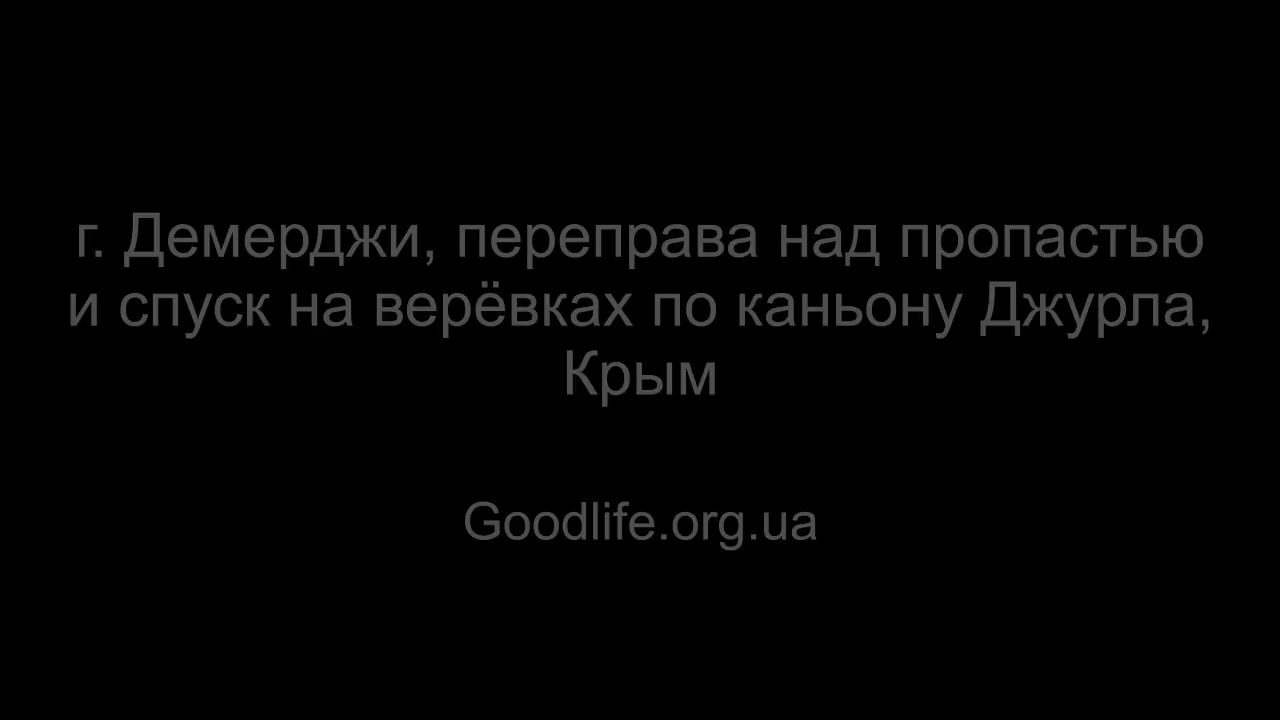 г. Демерджи, переправа над пропастью
и спуск на верёвках по каньону Джурла,
Крым
Goodlife.org.ua